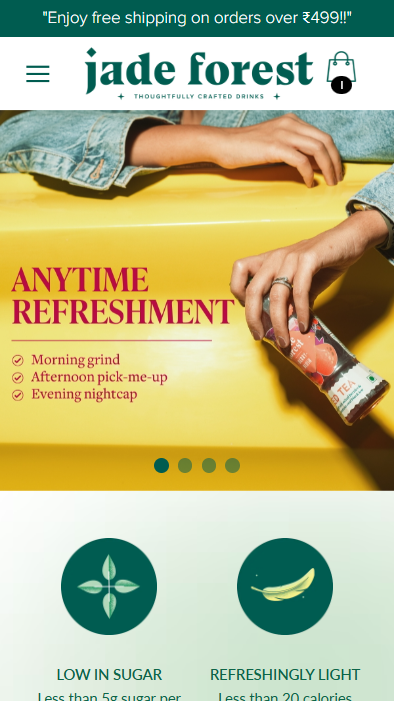 "Enjoy free shipping on orders over ₹499!!"
jade forest
THOUGHTFULLY CRAFTED DRINKS
1
ANYTIME
REFRESHMENT
Morning grind
Afternoon pick-me-up
Evening nightcap
TEA
LOW IN SUGAR
REFRESHINGLY LIGHT
Less than 5g sugar per
Less than 20 calories